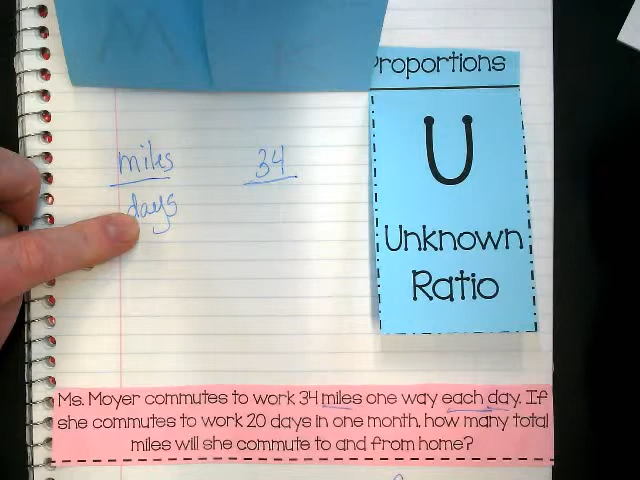 Proportions
U
Unknown
Ratio
miles
34
days
Ms. Moyer commutes to work 34 miles one way each day. If
she commutes to work 20 days in one month, how many total
miles will she commute to and from home?